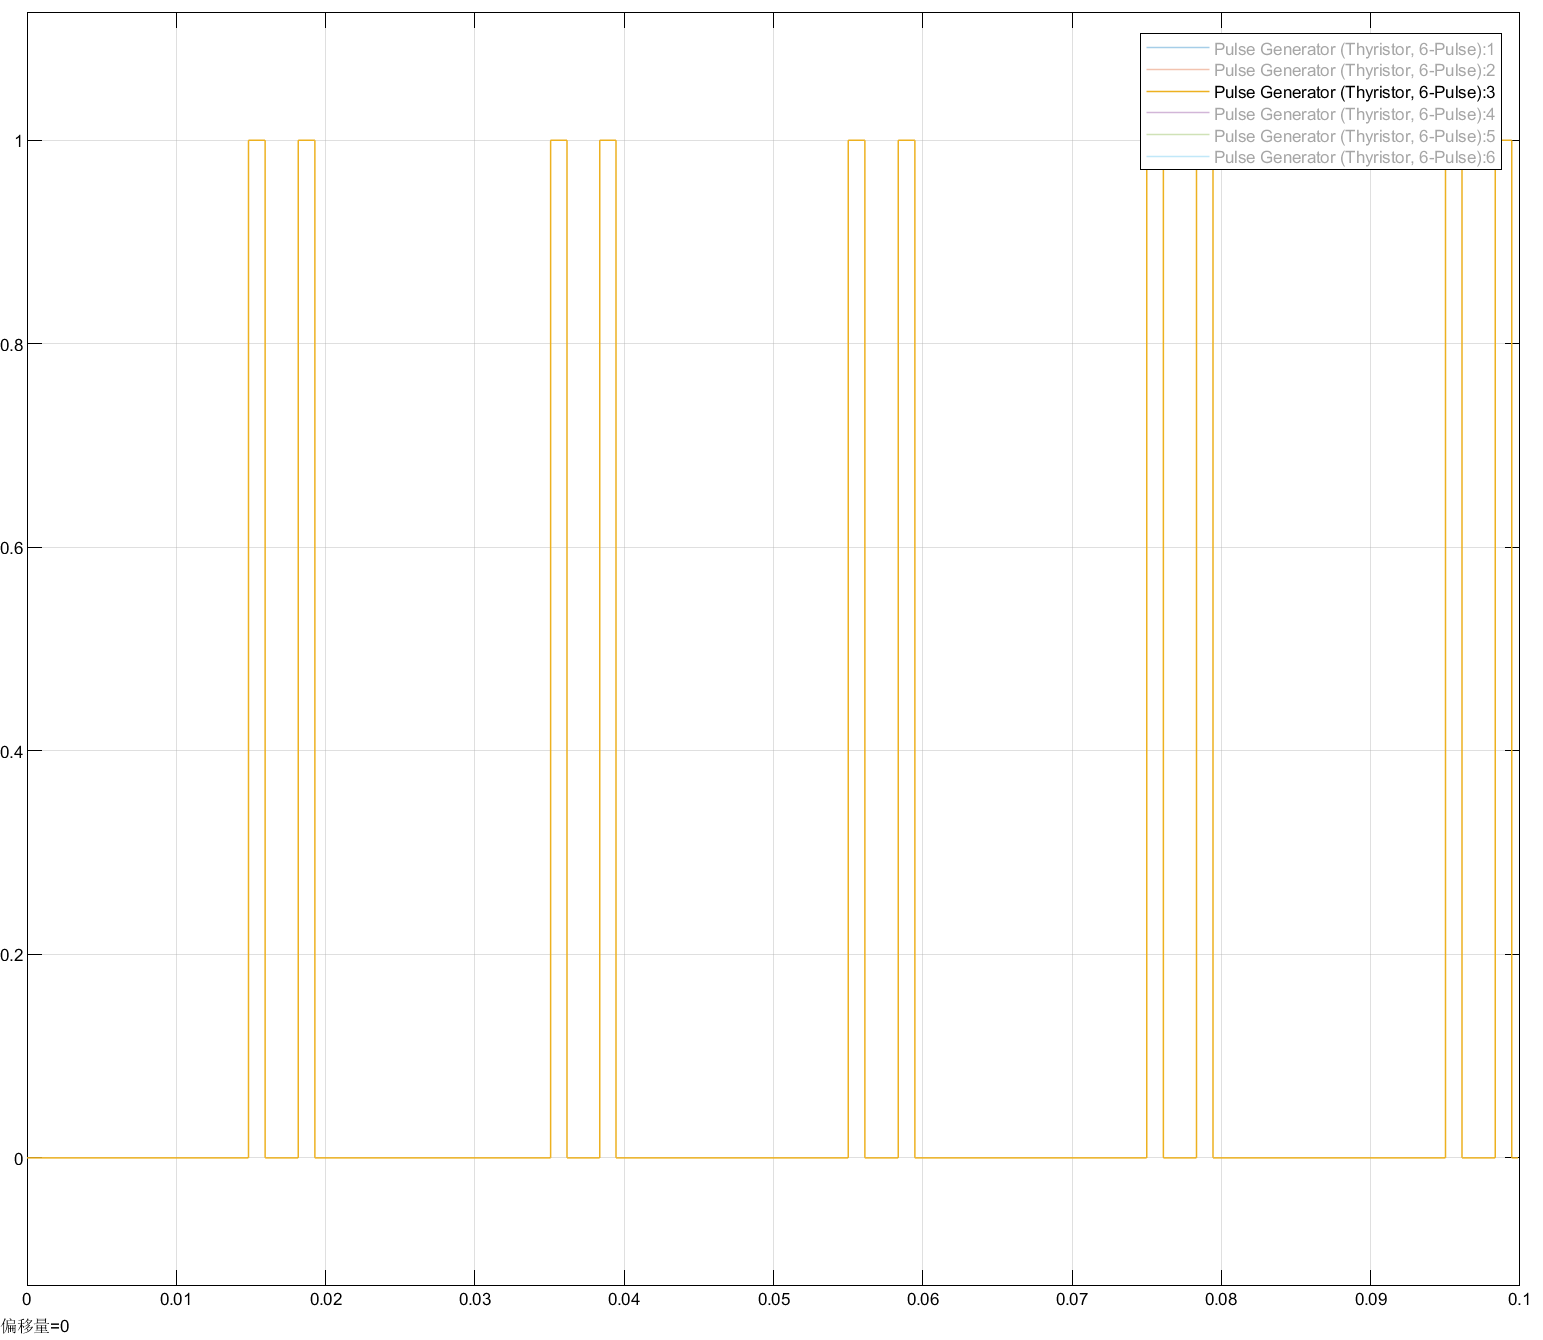 Pulse Generator (Thyristor, 6-Pulse):1
Pulse Generator (Thyristor, 6-Pulse):2
Pulse Generator (Thyristor, 6-Pulse):3
Pulse Generator (Thyristor, 6-Pulse):4
Pulse Generator (Thyristor, 6-Pulse):5
Pulse Generator (Thyristor, 6-Pulse):6
1
0.8
0.6
0.4
0.2
0
0 0.01 0.02 0.03 0.04 0.05 0.06 0.07 0.08 0.09 0.1
偏移量=0